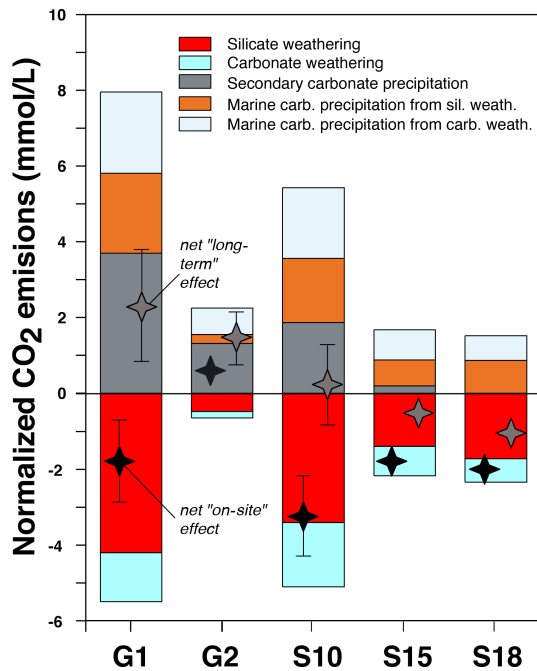 Normalized CO2 emisions (mmol/L)
10
8
6
4
2
0
-2
-4
-6
Silicate weathering
Carbonate weathering
Secondary carbonate precipitation
Marine carb. precipitation from sil. weath.
Marine carb. precipitation from carb. weath.
net "long-
term"
effect
net "on-site"
effect
G1 G2 S10 S15 S18